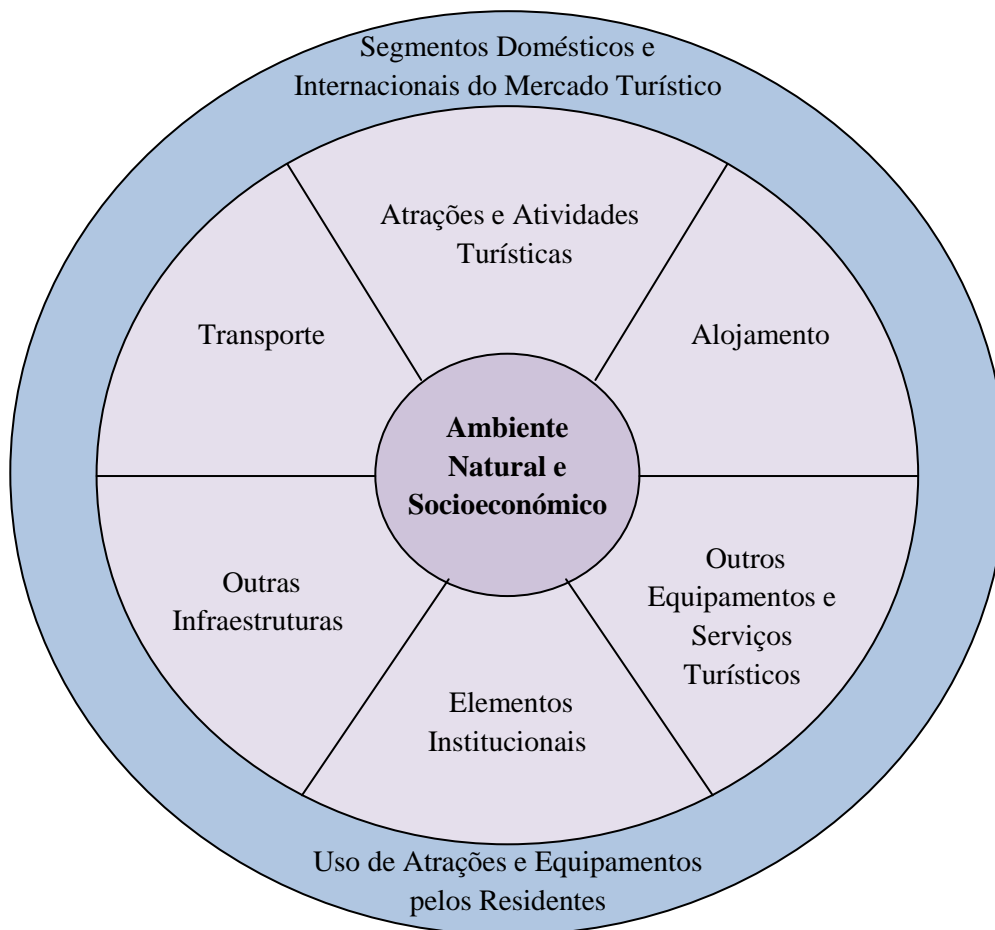 Segmentos Domésticos e
Internacionais do Mercado Turístico
Atrações e Atividades
Turísticas
Transporte
Alojamento
Ambiente
Natural e
Socioeconómico
Outras
Infraestruturas
Outros
Equipamentos e
Serviços
Turísticos
Elementos
Institucionais
Uso de Atrações e Equipamentos
pelos Residentes